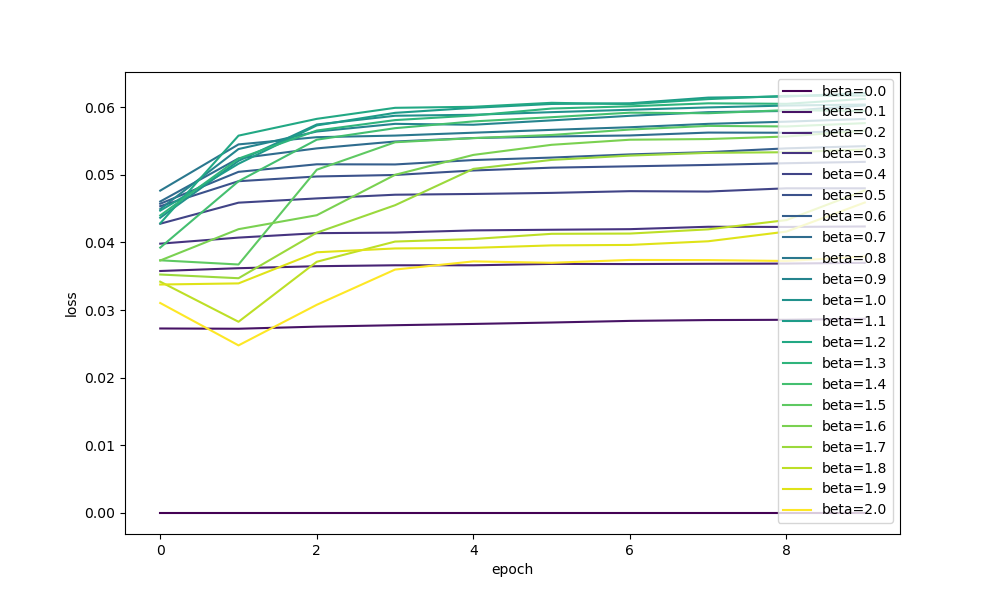 loss
0.06
0.05
0.04
0.03
0.02
0.01
0.00
0 2 4 6 8
epoch
beta=0.0
beta=0.1
beta=0.2
beta=0.3
beta=0.4
beta=0.5
beta=0.6
beta=0.7
beta=0.8
beta=0.9
beta=1.0
beta=1.1
beta=1.2
beta=1.3
beta=1.4
beta=1.5
beta=1.6
beta=1.7
beta=1.8
beta=1.9
beta=2.0